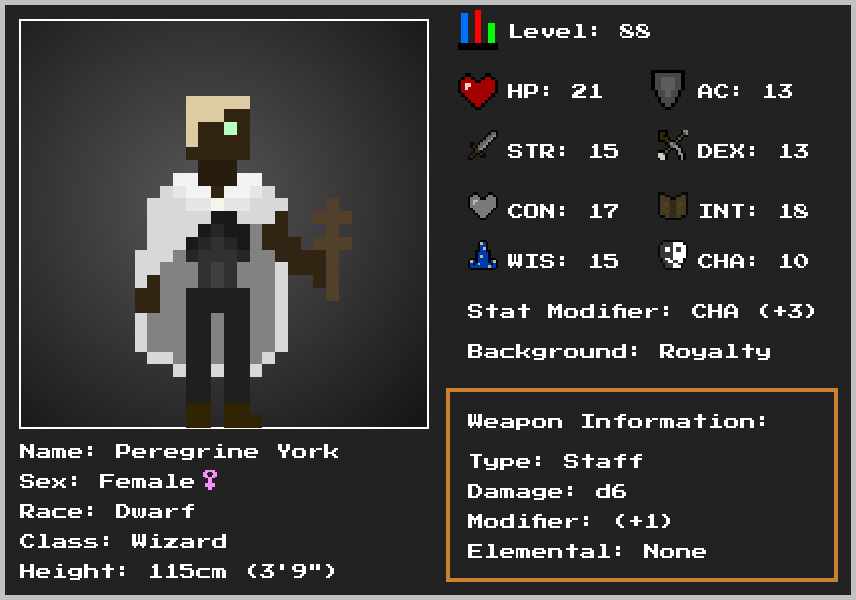 Level: 88
HP: 21
AC: 13
STR: 15
DEX: 13
CON: 17
INT: 18
WIS: 15
CHA: 10
Stat Modifier: CHA (+3)
Background: Royalty
Weapon Information:
Type: Staff
Damage: d6
Modifier: (+1)
Elemental: None
Name: Peregrine York
Sex: Female♀
Race: Dwarf
Class: Wizard
Height: 115cm (3'9")